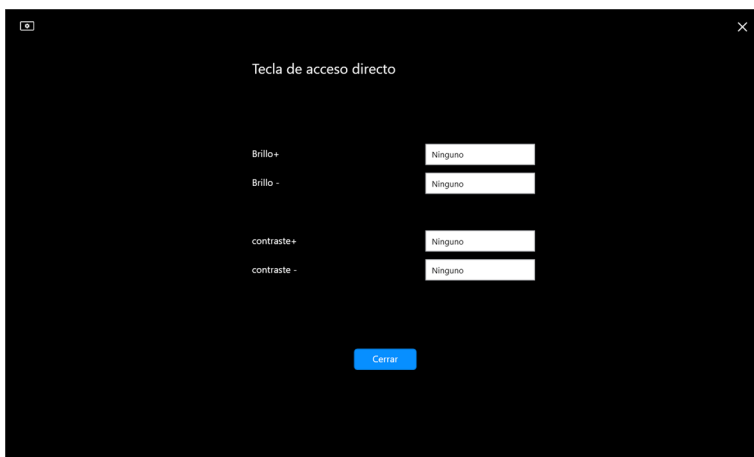 Tecla de acceso directo
Brillo+ Ninguno
Brillo - Ninguno
contraste+ Ninguno
contraste - Ninguno
Cerrar